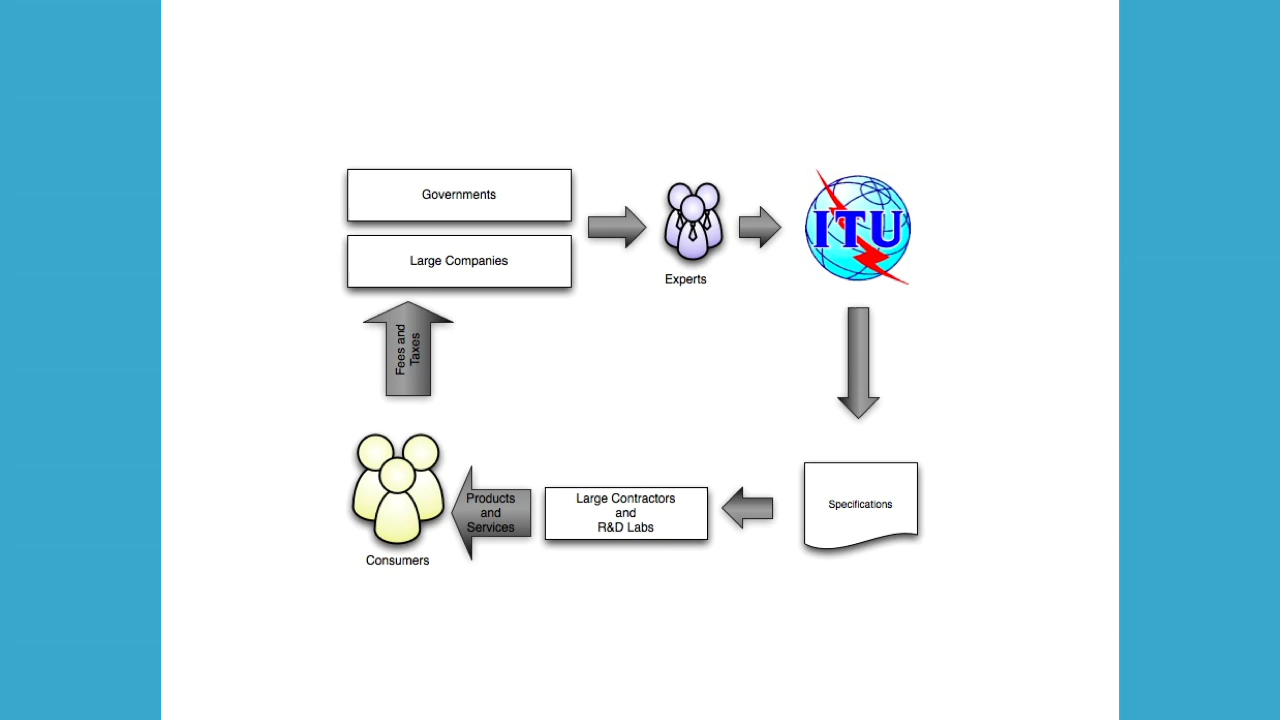 Governments
Large Companies
Experts
ITU
Fees and
Taxes
Specifications
Large Contractors
and
R&D Labs
Products
and
Services
Consumers